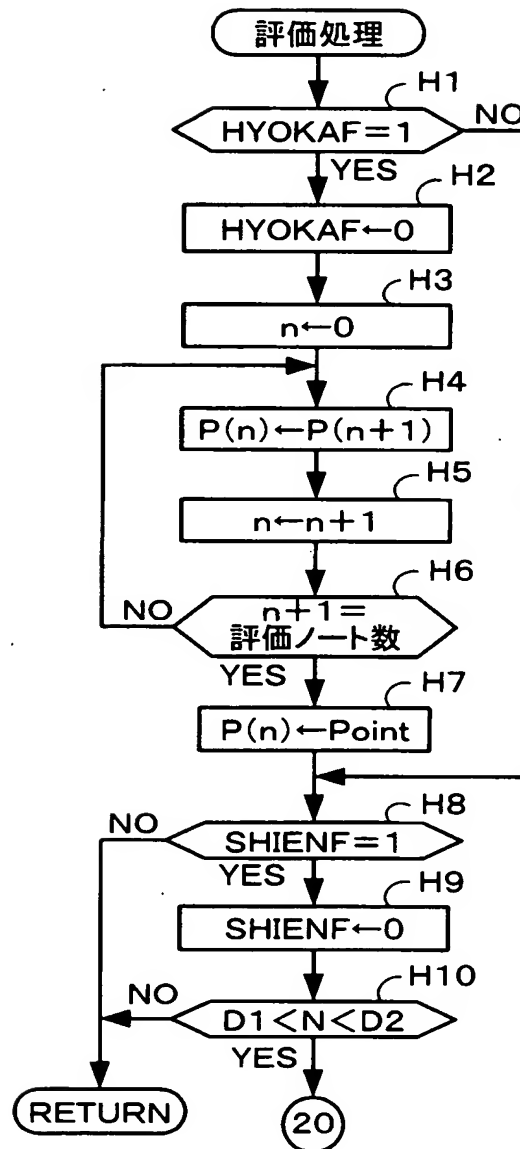 評価処理
H1
HYOKAF=1
NO
YES
H2
HYOKAF←0
H3
n←0
H4
P(n)←P(n+1)
H5
n←n+1
H6
NO
n+1=
評価ノート数
YES
H7
P(n)←Point
H8
NO
SHIENF=1
YES
H9
SHIENF←0
H10
NO
D1<N<D2
YES
RETURN
20